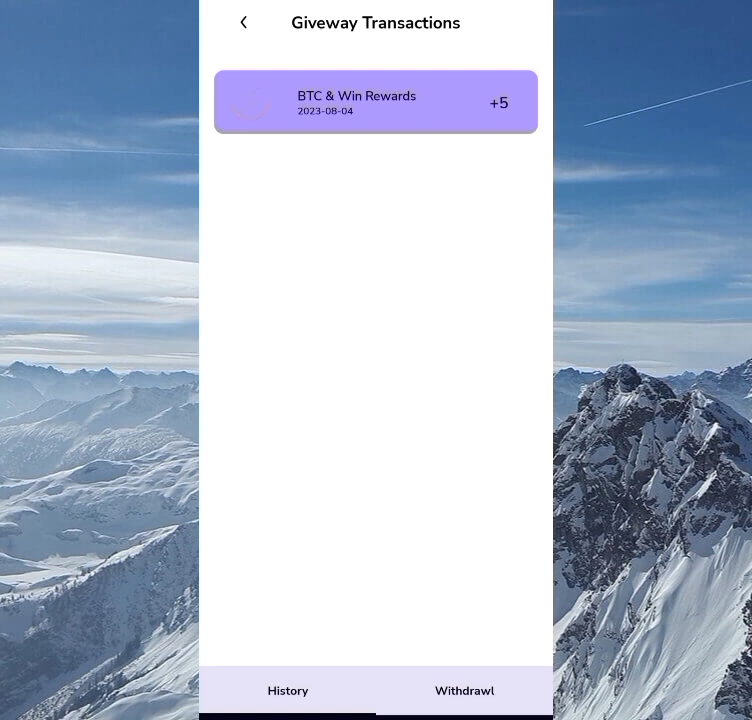 Giveway Transactions
BTC & Win Rewards
2023-08-04
+5
History
Withdrawl